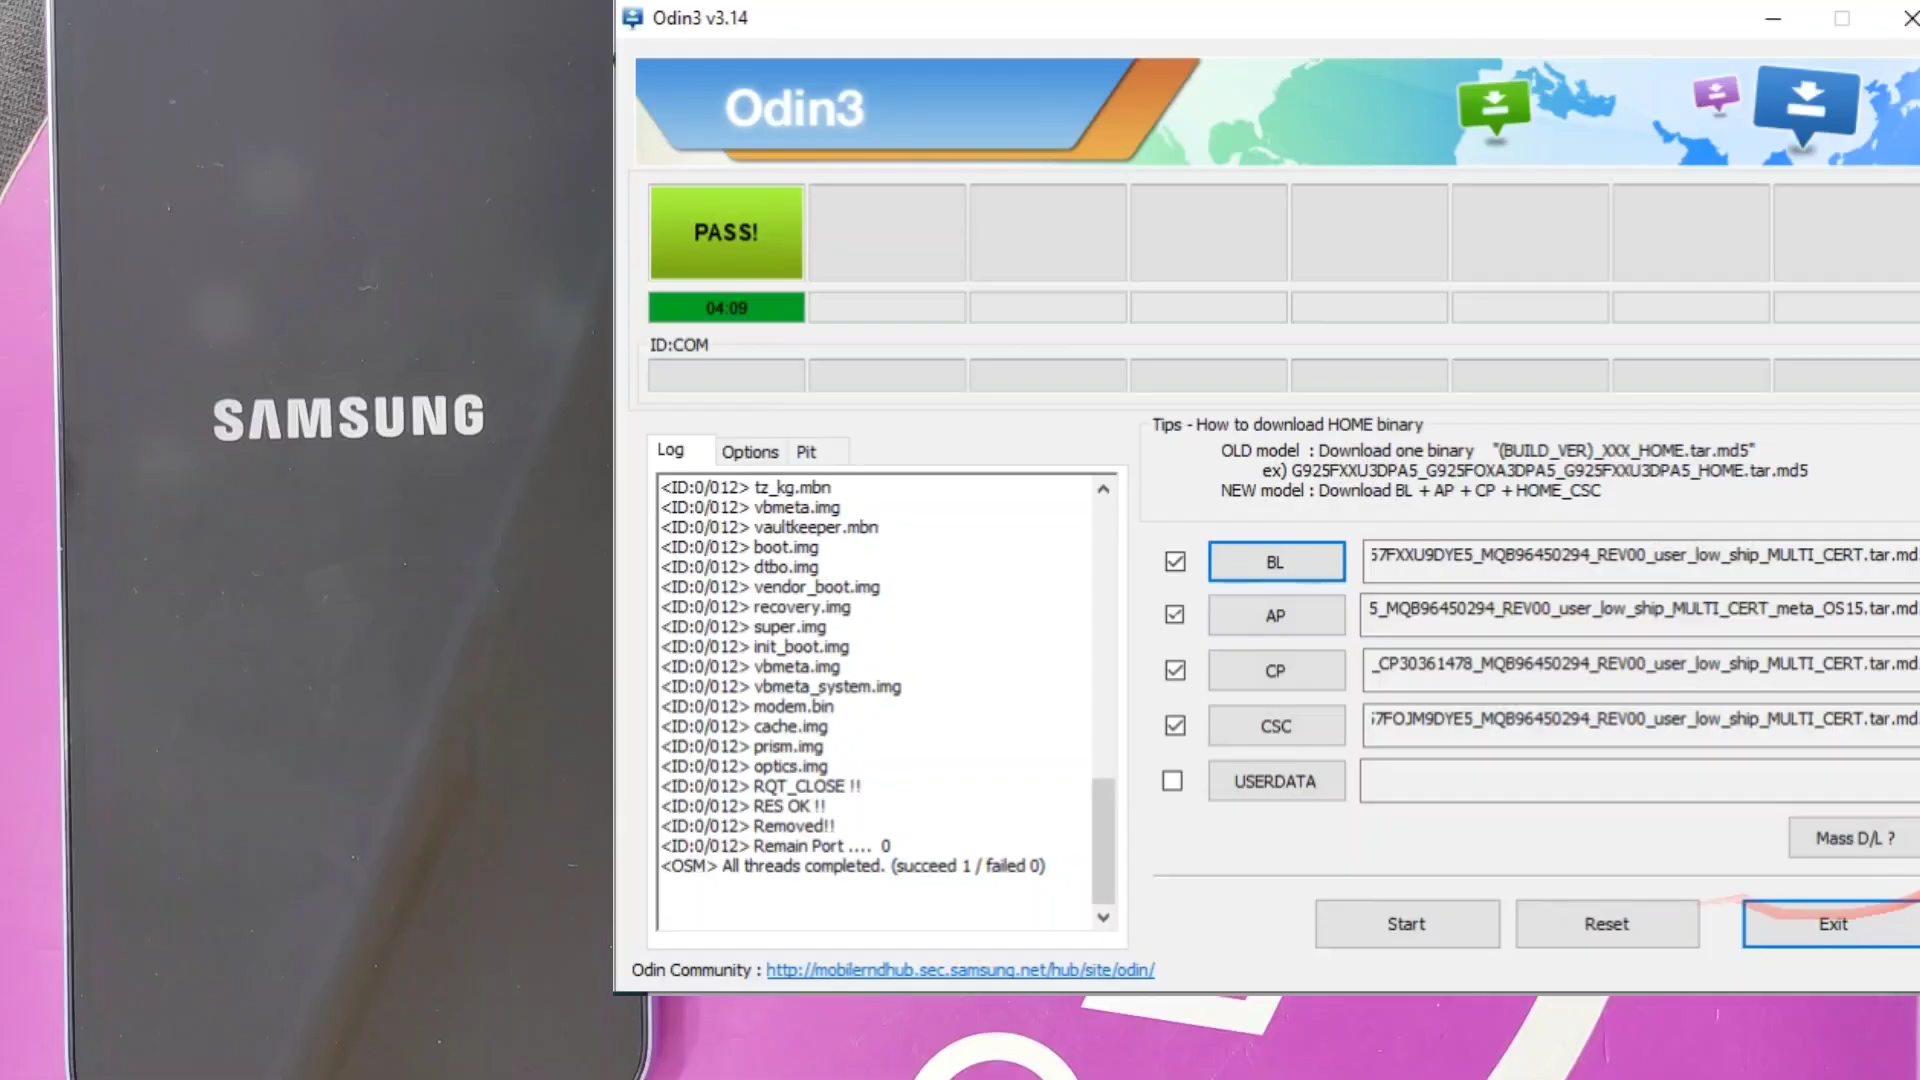 SAMSUNG
Odin3 v3.14
Odin3
PASS!
04:09
ID:COM
Log
Options
Pit
<ID:0/012> tz_kg.mbn
<ID:0/012> vbmeta.img
<ID:0/012> vaultkeeper.mbn
<ID:0/012> boot.img
<ID:0/012> dtbo.img
<ID:0/012> vendor_boot.img
<ID:0/012> recovery.img
<ID:0/012> super.img
<ID:0/012> init_boot.img
<ID:0/012> vbmeta.img
<ID:0/012> vbmeta_system.img
<ID:0/012> modem.bin
<ID:0/012> cache.img
<ID:0/012> prism.img
<ID:0/012> optics.img
<ID:0/012> RQT_CLOSE !!
<ID:0/012> RES OK !!
<ID:0/012> Removed!!
<ID:0/012> Remain Port .... 0
<OSM> All threads completed. (succeed 1 / failed 0)
Tips - How to download HOME binary
OLD model : Download one binary "(BUILD_VER)_XXX_HOME.tar.md5"
ex) G925FXXU3DPA5_G925FOXA3DPA5_G925FXXU3DPA5_HOME.tar.md5
NEW model : Download BL + AP + CP + HOME_CSC
BL 57FXXU9DYE5_MQB96450294_REV00_user_low_ship_MULTI_CERT.tar.md
AP 5_MQB96450294_REV00_user_low_ship_MULTI_CERT_meta_OS15.tar.md
CP _CP30361478_MQB96450294_REV00_user_low_ship_MULTI_CERT.tar.md
CSC 57FOJM9DYE5_MQB96450294_REV00_user_low_ship_MULTI_CERT.tar.md
USERDATA
Mass D/L ?
Start
Reset
Exit
Odin Community : http://mobilerndhub.sec.samsung.net/hub/site/odin/